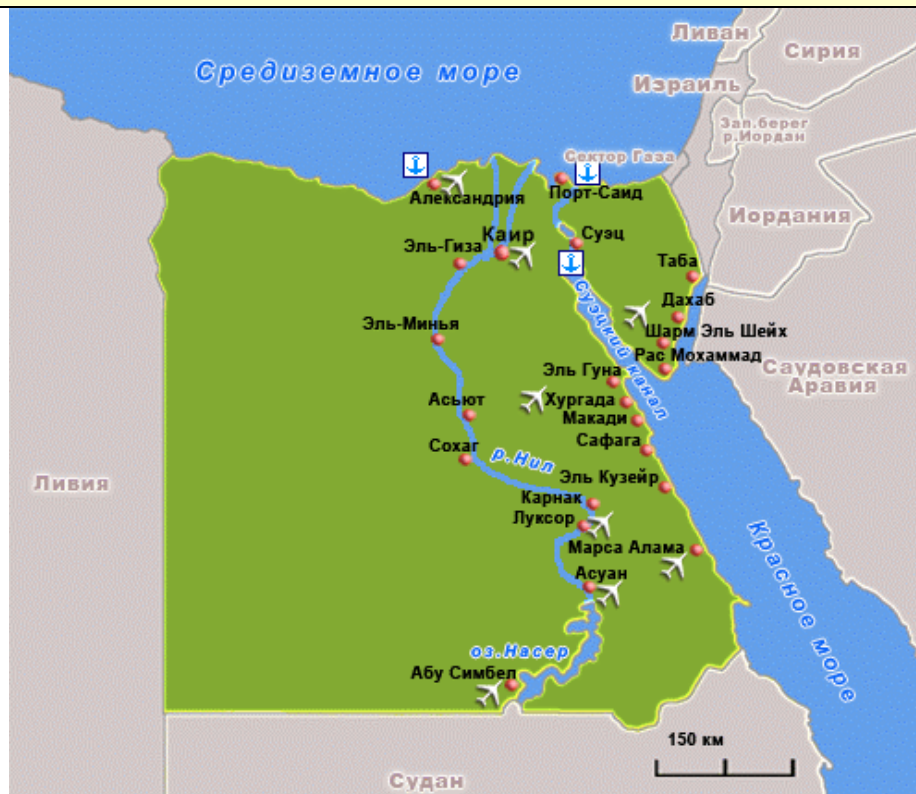 Ливан
Сирия
Средиземное море
Израиль
Зап.берег
р.Иордан
Сектор Газа
Порт-Саид
Александрия
Иордания
Каир
Суэц
Эль-Гиза
Таба
суэцкий канал
Дахаб
Эль-Минья
Шарм Эль Шейх
Рас Мохаммад
Саудовская
Аравия
Эль Гуна
Хургада
Асьют
Макади
Сафага
Сохаг
р.Нил
Эль Кузейр
Ливия
Карнак
Луксор
Марса Алама
Красное море
Асуан
оз.Насер
Абу Симбел
150 км
Судан